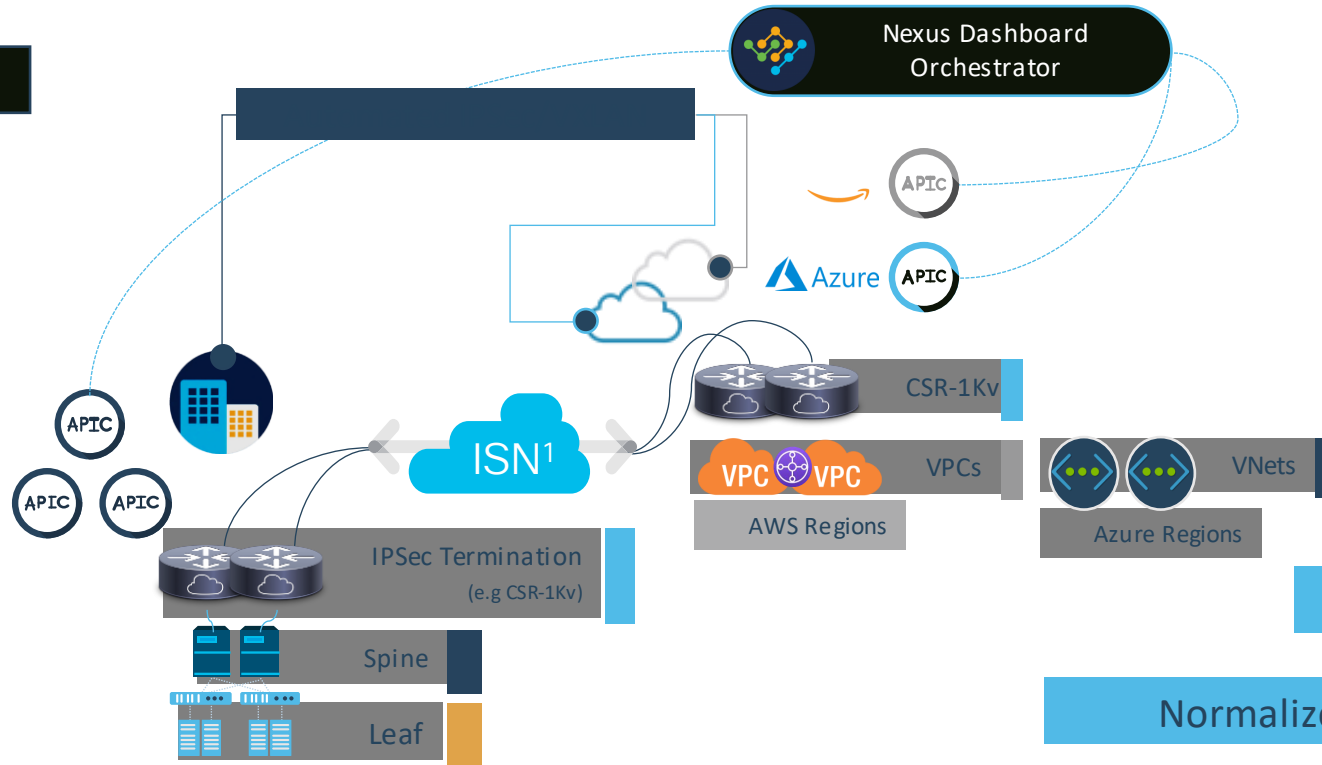 Nexus Dashboard
Orchestrator
APIC
Azure
APIC
APIC
APIC
APIC
ISN¹
CSR-1Kv
VPC
VPC
VPCs
VNets
AWS Regions
Azure Regions
IPSec Termination
(e.g CSR-1Kv)
Spine
Leaf